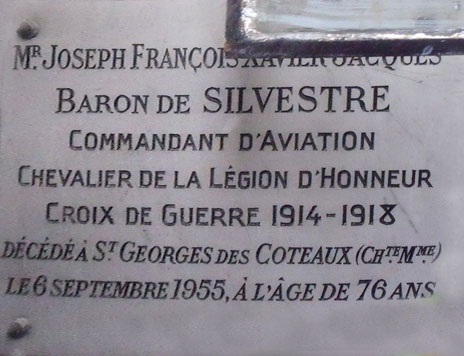 Mr. Joseph François Xavier Jacques
Baron de SILVESTRE
Commandant d'Aviation
Chevalier de la Légion d'Honneur
Croix de Guerre 1914-1918
décédé à St Georges des Coteaux (Chte Mme)
le 6 Septembre 1955, à l'âge de 76 ans